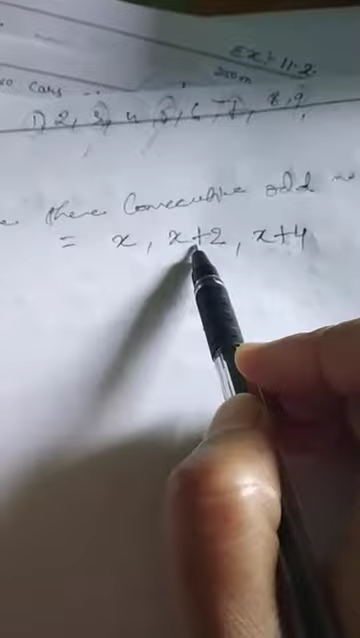 Ex:- 11.2.
200m
Cars
1, 2, 3, 4, 5, 6, 7, 8, 9
three Consecutive odd no
= x, x+2, x+4